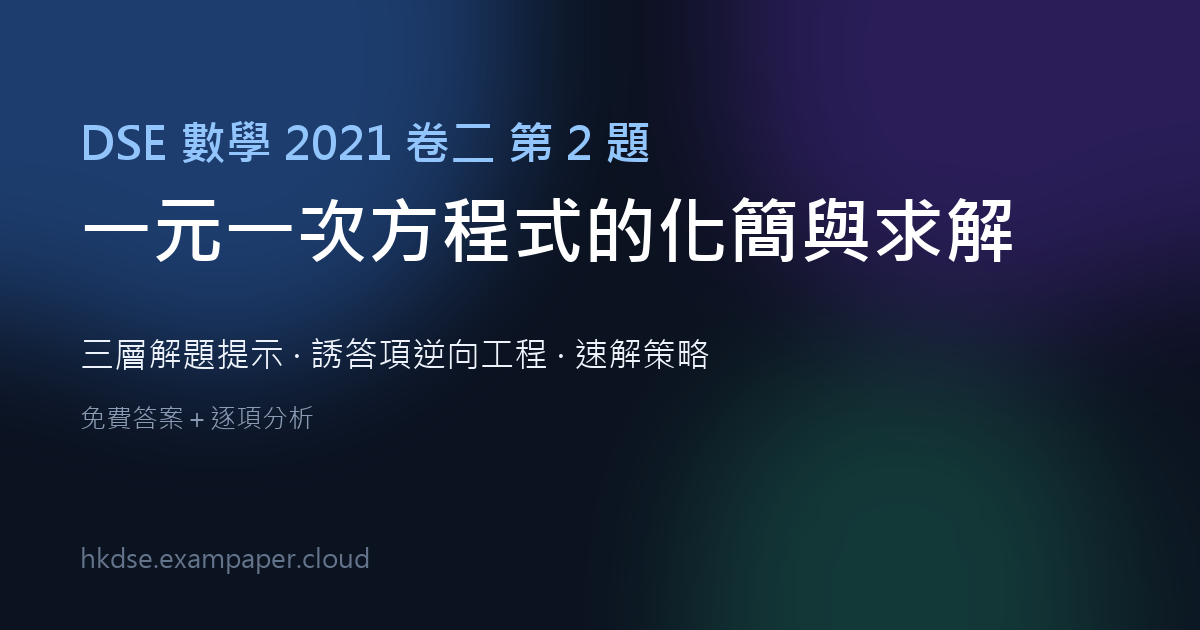 DSE 數學 2021 卷二 第 2 題
一元一次方程式的化簡與求解
三層解題提示 · 誘答項逆向工程 · 速解策略
免費答案 + 逐項分析
hkdse.exampaper.cloud